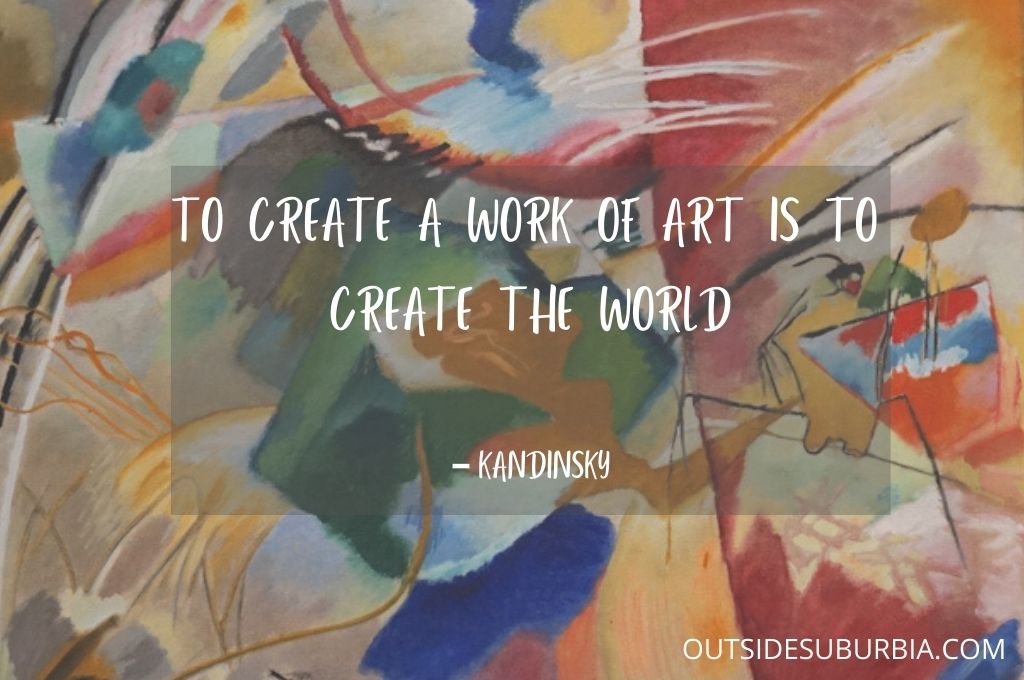 TO CREATE A WORK OF ART IS TO
CREATE THE WORLD
– KANDINSKY
OUTSIDESUBURBIA.COM